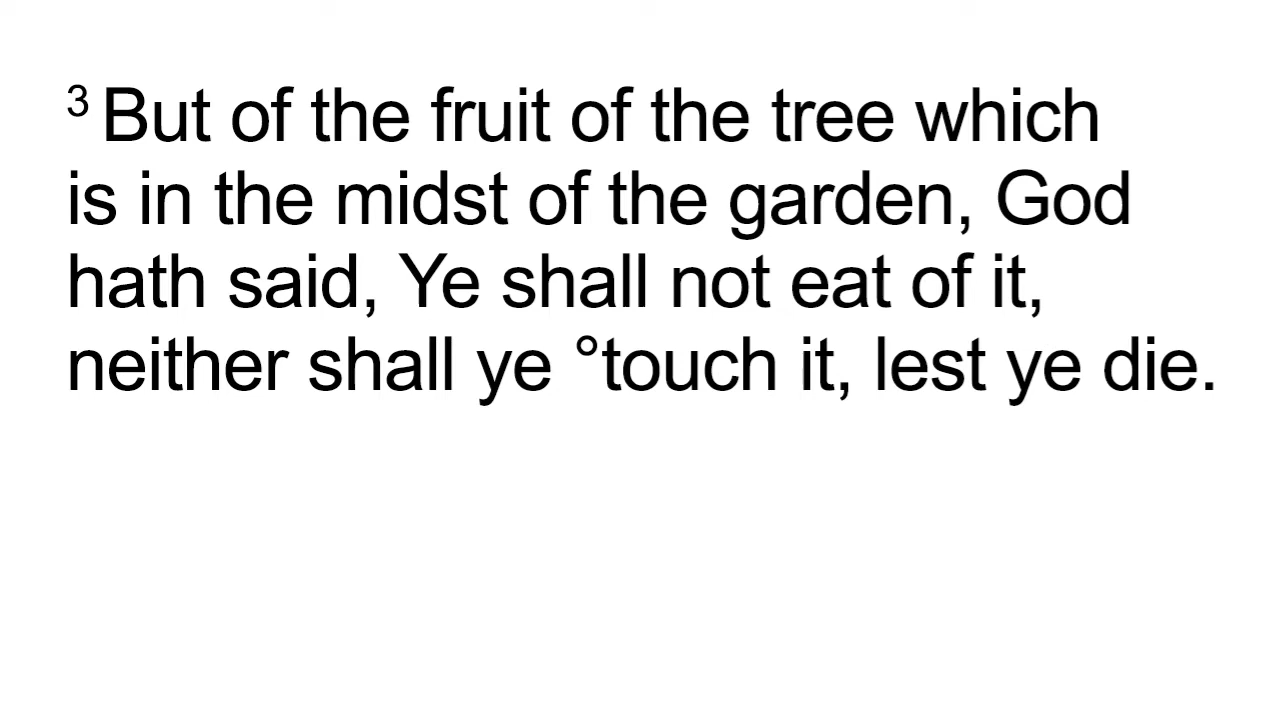 3 But of the fruit of the tree which
is in the midst of the garden, God
hath said, Ye shall not eat of it,
neither shall ye °touch it, lest ye die.